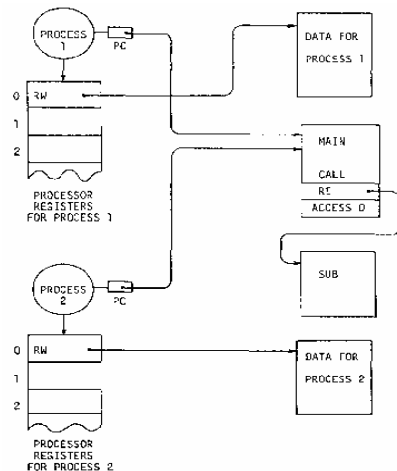 PROCESS
1
PC
DATA FOR
PROCESS 1
0 RW
1
2
MAIN
CALL
RE
ACCESS 0
PROCESSOR
REGISTERS
FOR PROCESS 1
SUB
PROCESS
2
PC
0 RW
1
2
DATA FOR
PROCESS 2
PROCESSOR
REGISTERS
FOR PROCESS 2